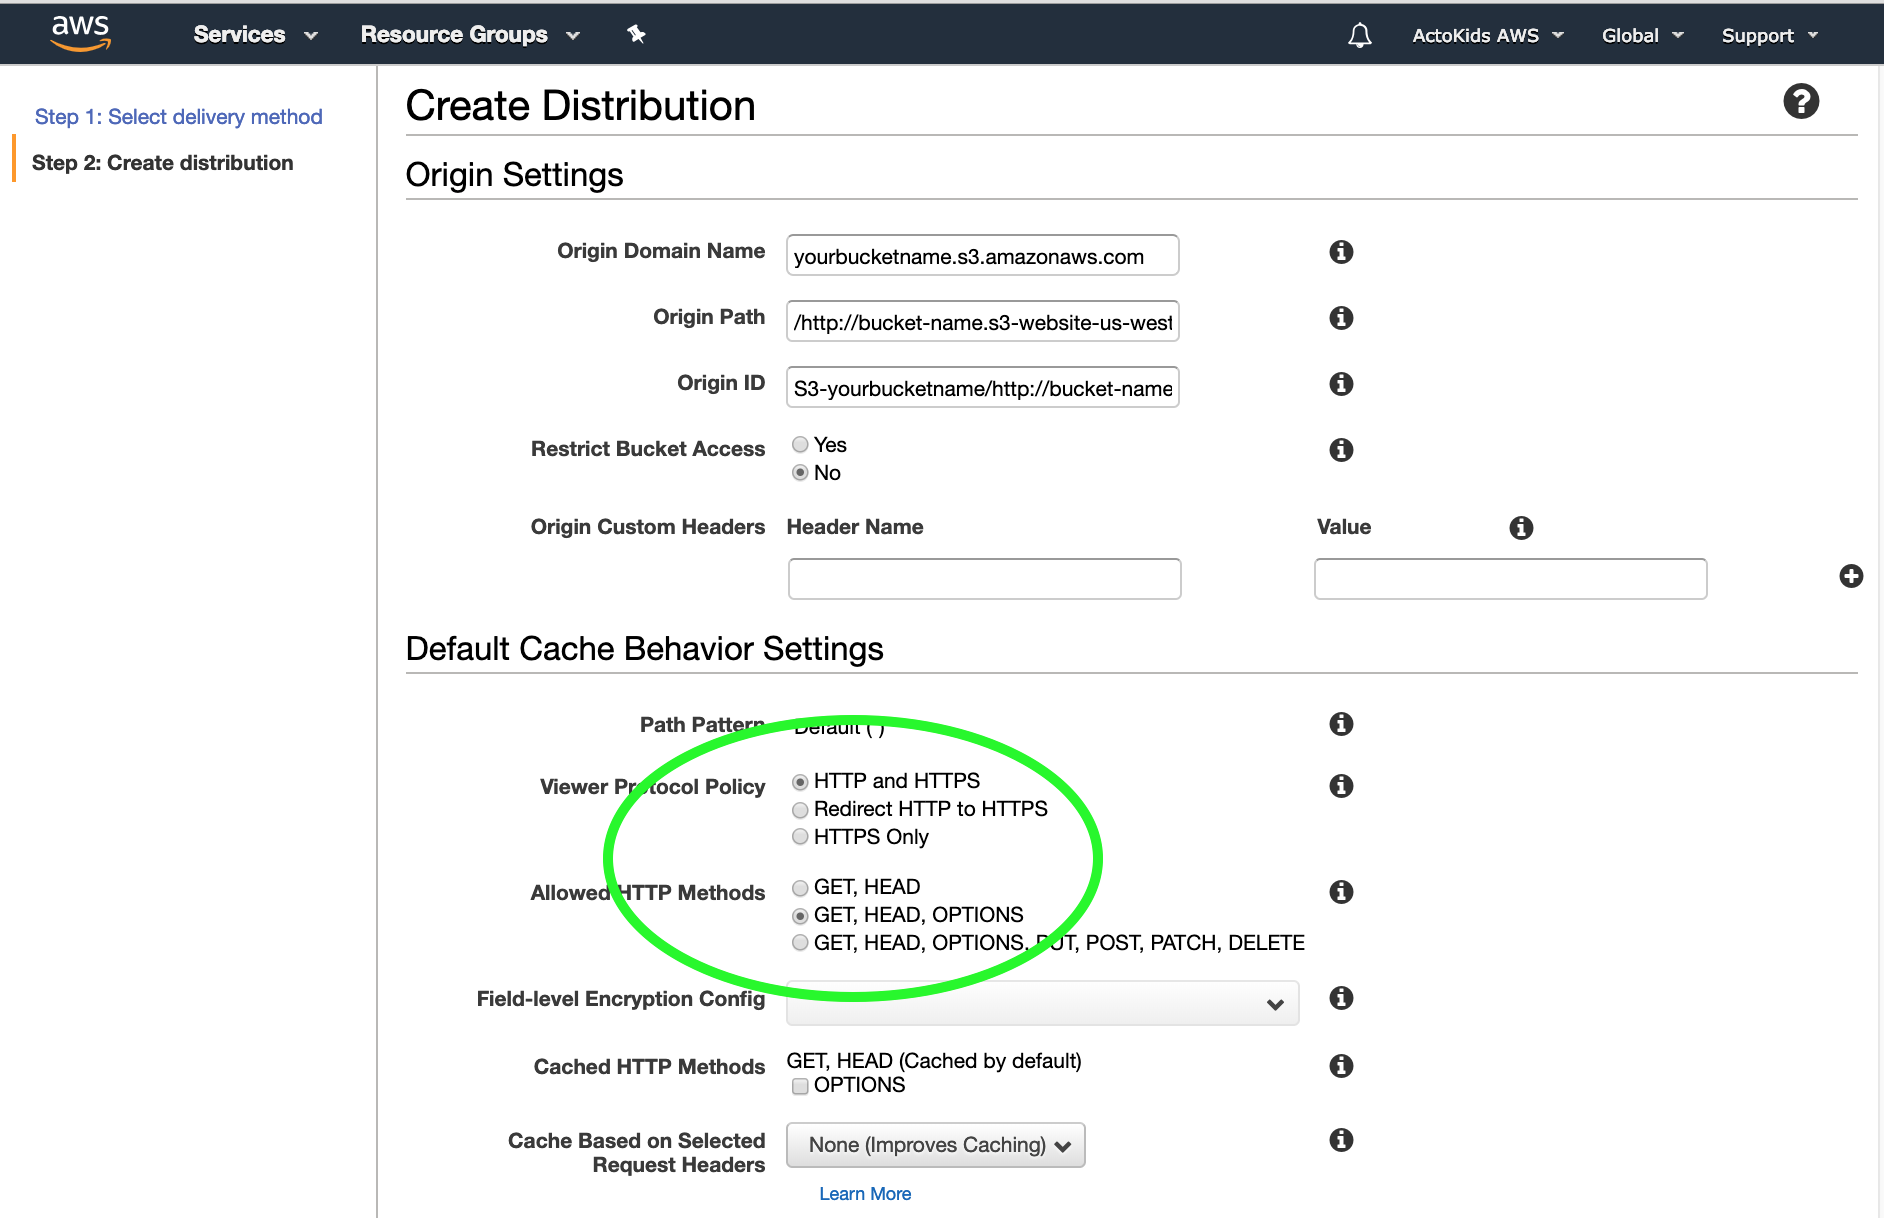 aws Services Resource Groups ActoKids AWS Global Support
Step 1: Select delivery method
Step 2: Create distribution
Create Distribution
Origin Settings
Origin Domain Name yourbucketname.s3.amazonaws.com
Origin Path /http://bucket-name.s3-website-us-west
Origin ID S3-yourbucketname/http://bucket-name
Restrict Bucket Access Yes
No
Origin Custom Headers Header Name Value
Default Cache Behavior Settings
Path Pattern Default ( )
Viewer Protocol Policy HTTP and HTTPS
Redirect HTTP to HTTPS
HTTPS Only
Allowed HTTP Methods GET, HEAD
GET, HEAD, OPTIONS
GET, HEAD, OPTIONS, PUT, POST, PATCH, DELETE
Field-level Encryption Config
Cached HTTP Methods GET, HEAD (Cached by default)
OPTIONS
Cache Based on Selected
Request Headers None (Improves Caching)
Learn More